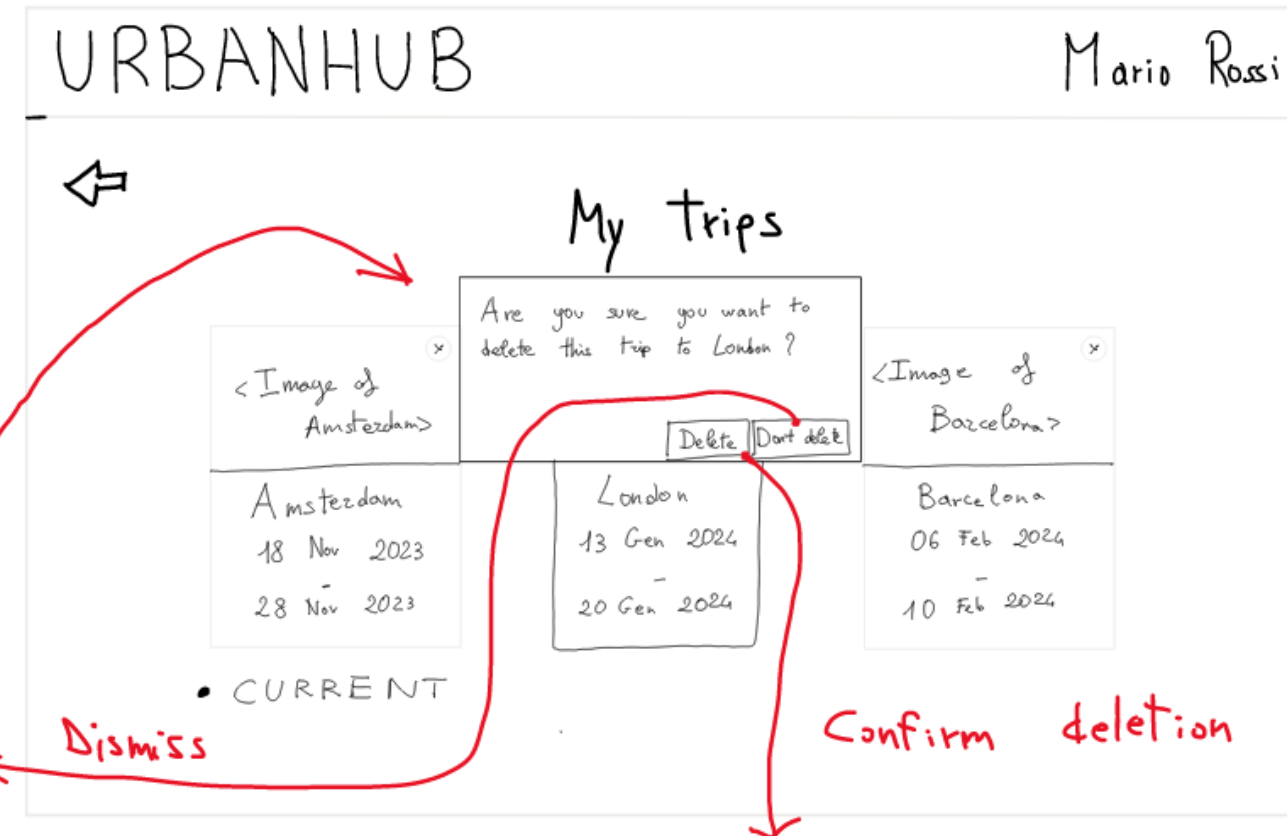 URBANHUB
Mario Rossi
My trips
Are you sure you want to
delete this trip to London?
Delete
Dont delete
x
<Image of
Amsterdam>
Amsterdam
18 Nov 2023
-
28 Nov 2023
• CURRENT
London
13 Gen 2024
-
20 Gen 2024
x
<Image of
Barcelona>
Barcelona
06 Feb 2024
-
10 Feb 2024
Dismiss
Confirm deletion